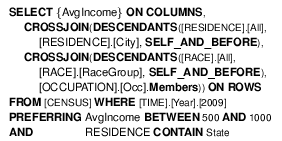 SELECT {AvgIncome} ON COLUMNS,
CROSSJOIN(DESCENDANTS([RESIDENCE].[All],
[RESIDENCE].[City], SELF_AND_BEFORE),
CROSSJOIN(DESCENDANTS([RACE].[All],
[RACE].[RaceGroup], SELF_AND_BEFORE),
[OCCUPATION].[Occ].Members)) ON ROWS
FROM [CENSUS] WHERE [TIME].[Year].[2009]
PREFERRING AvgIncome BETWEEN 500 AND 1000
AND RESIDENCE CONTAIN State